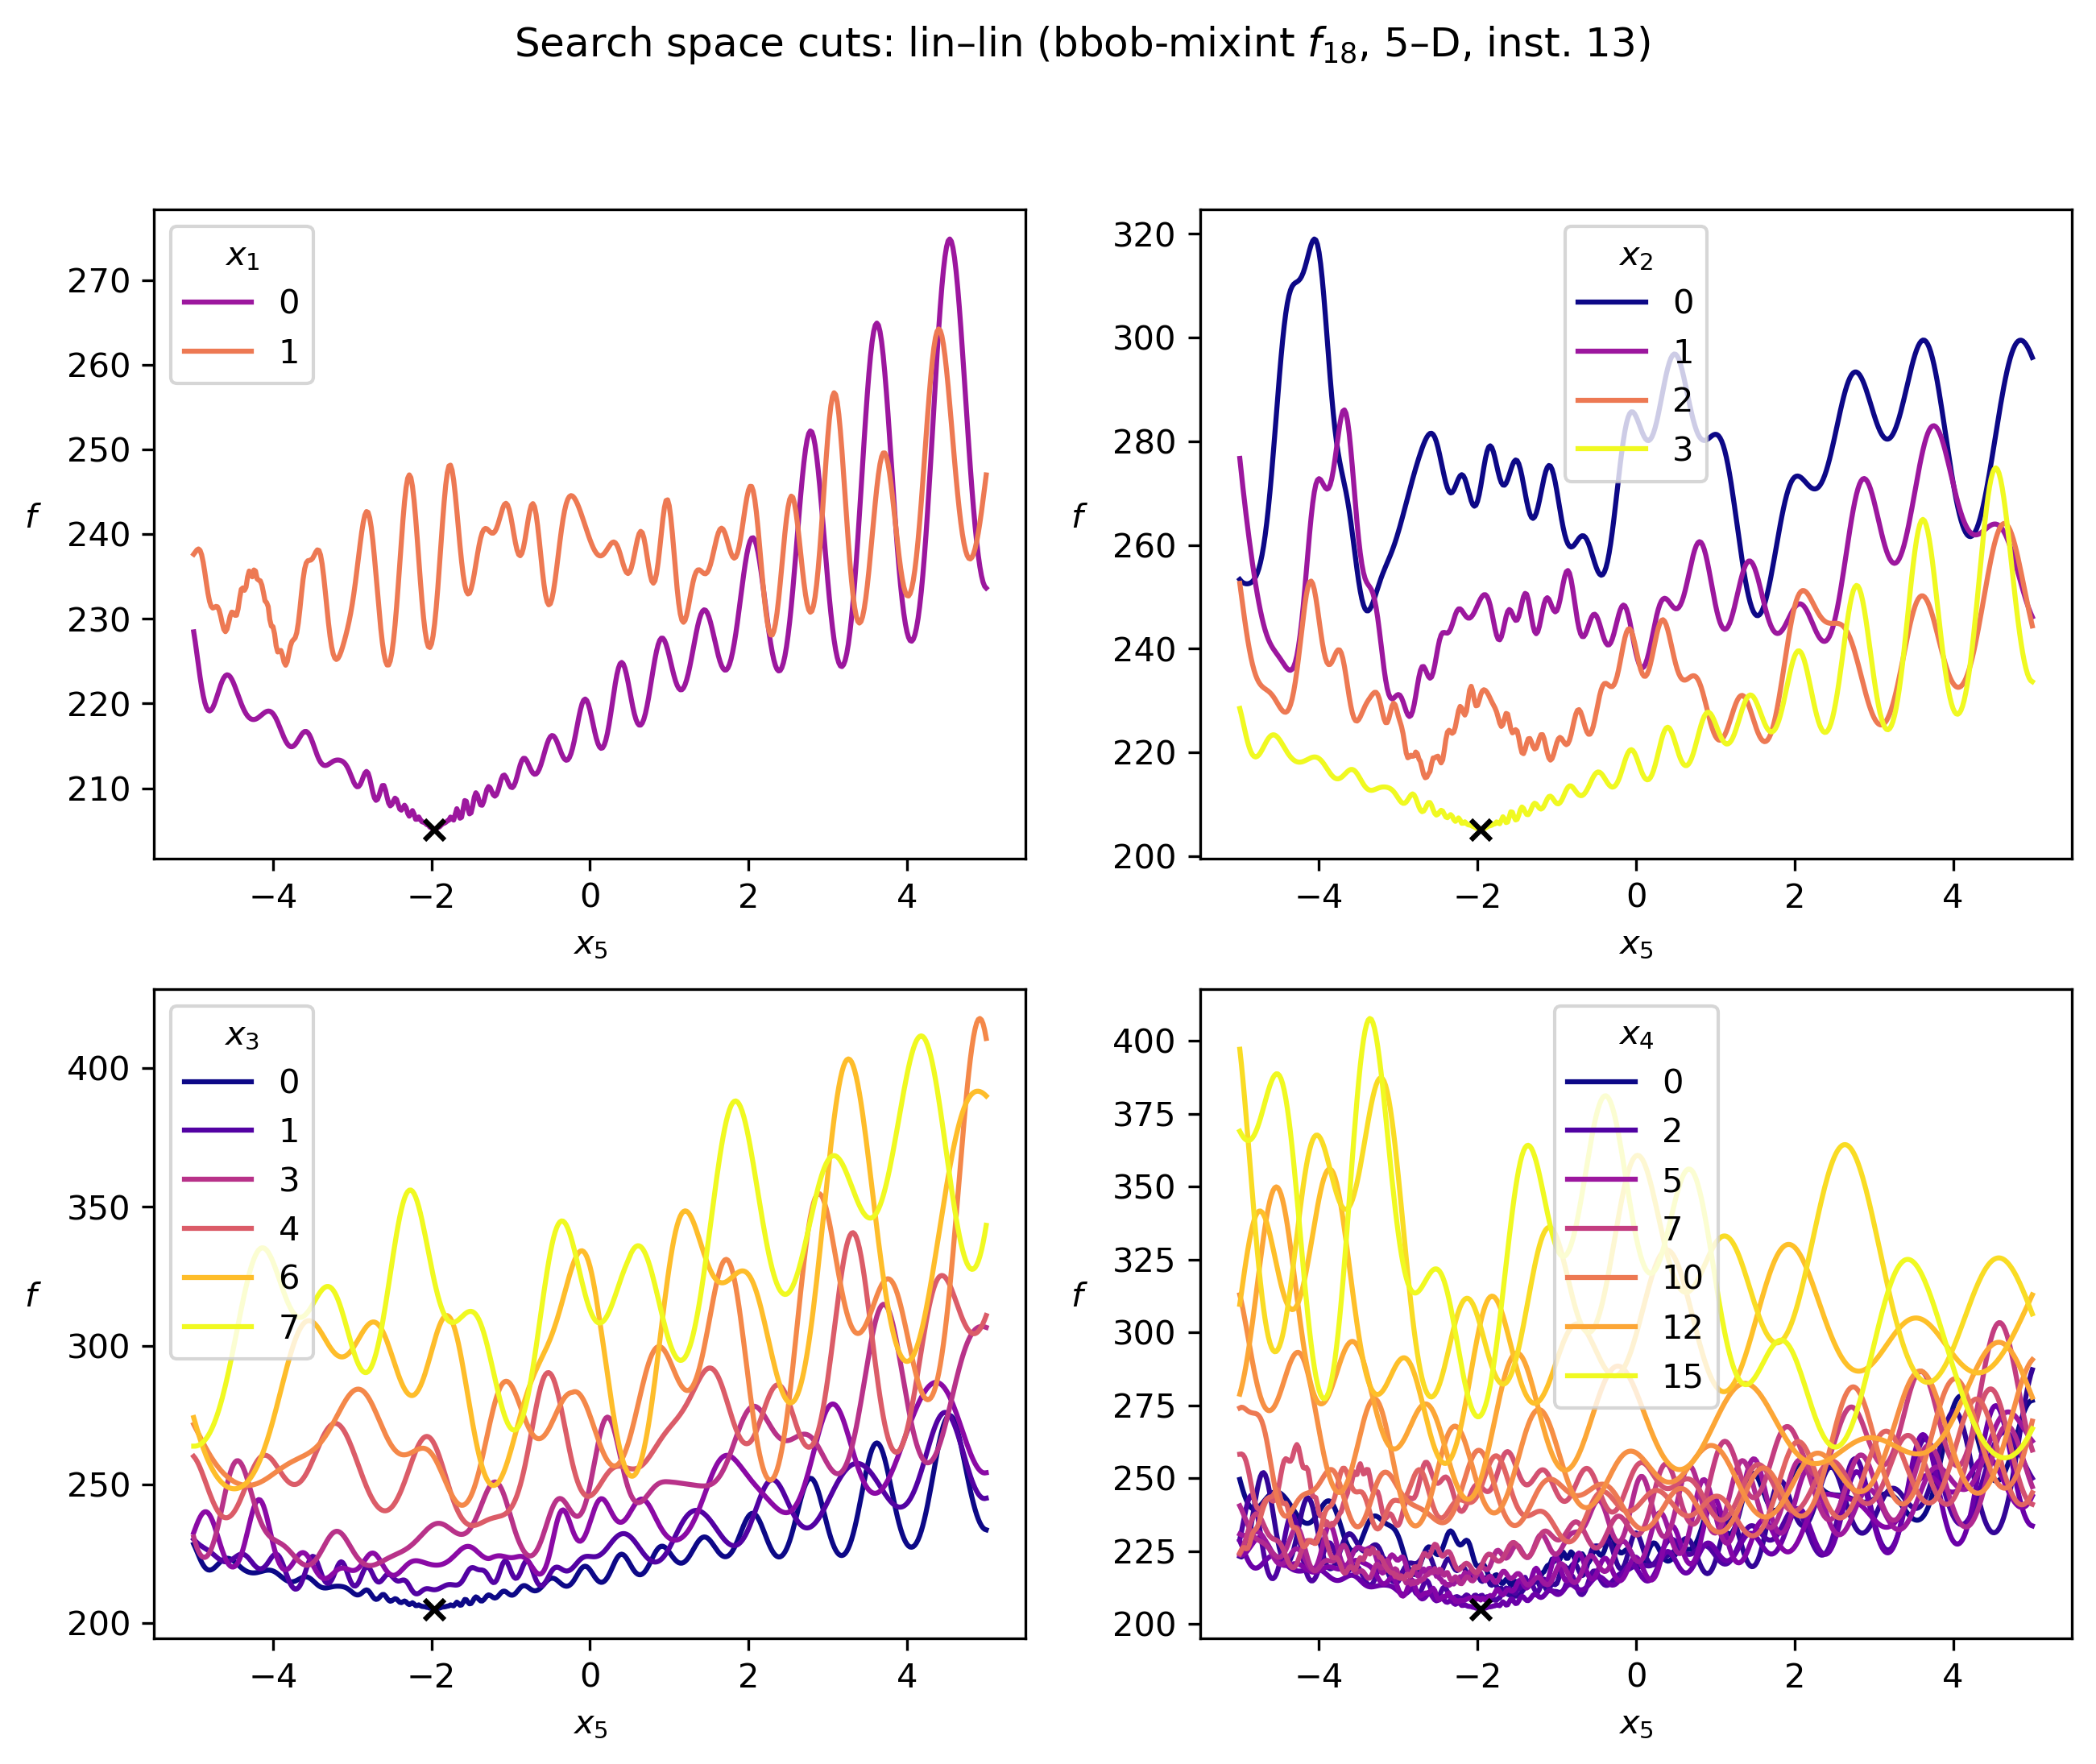 Search space cuts: lin–lin (bbob-mixint f₁₈, 5–D, inst. 13)
x₁
0
1
270
260
250
240
230
220
210
f
−4 −2 0 2 4
x₅
x₂
0
1
2
3
320
300
280
260
240
220
200
f
−4 −2 0 2 4
x₅
x₃
0
1
3
4
6
7
400
350
300
250
200
f
−4 −2 0 2 4
x₅
x₄
0
2
5
7
10
12
15
400
375
350
325
300
275
250
225
200
f
−4 −2 0 2 4
x₅